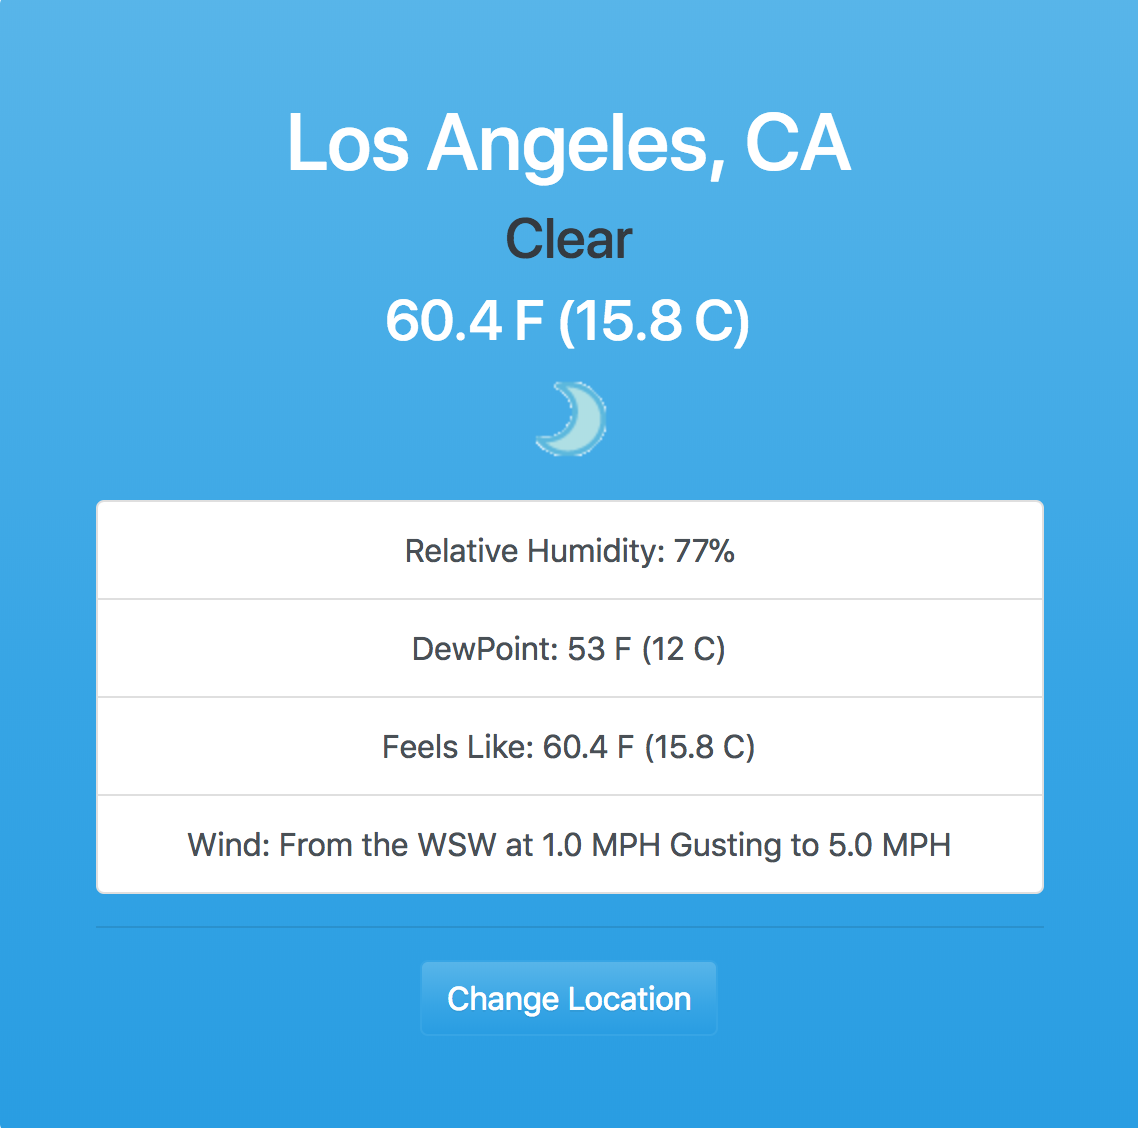 Los Angeles, CA
Clear
60.4 F (15.8 C)
Relative Humidity: 77%
DewPoint: 53 F (12 C)
Feels Like: 60.4 F (15.8 C)
Wind: From the WSW at 1.0 MPH Gusting to 5.0 MPH
Change Location